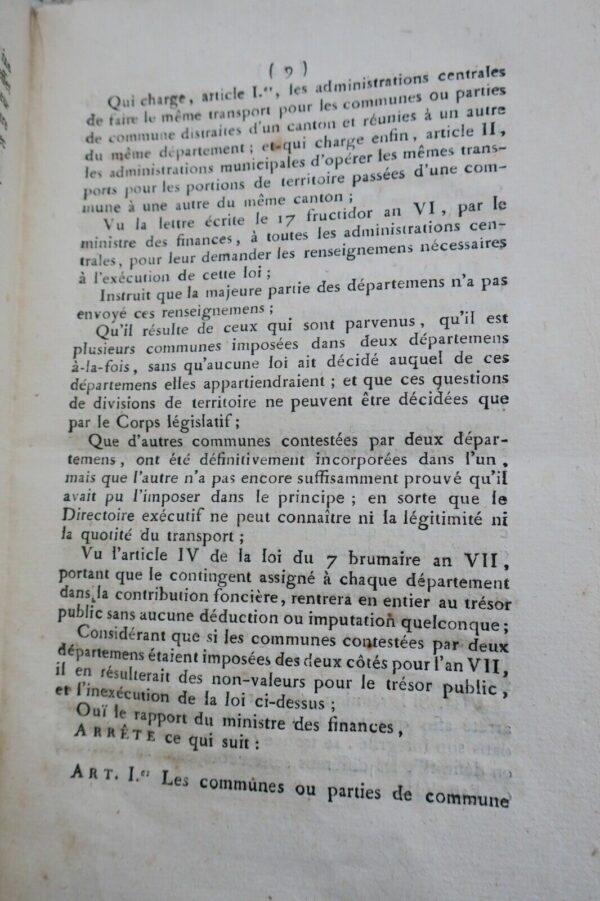 ( 9 )
Qui charge, article I.er, les administrations centrales
de faire le même transport pour les communes ou parties
de commune distraites d'un canton et réunies à un autre
du même département ; et qui charge enfin, article II,
les administrations municipales d'opérer les mêmes trans-
ports pour les portions de territoire passées d'une com-
mune à une autre du même canton ;
Vu la lettre écrite le 17 fructidor an VI, par le
ministre des finances, à toutes les administrations cen-
trales, pour leur demander les renseignemens nécessaires
à l'exécution de cette loi ;
Instruit que la majeure partie des départemens n'a pas
envoyé ces renseignemens ;
Qu'il résulte de ceux qui sont parvenus, qu'il est
plusieurs communes imposées dans deux départemens
à-la-fois, sans qu'aucune loi ait décidé auquel de ces
départemens elles appartiendraient ; et que ces questions
de divisions de territoire ne peuvent être décidées que
par le Corps législatif ;
Que d'autres communes contestées par deux dépar-
temens, ont été définitivement incorporées dans l'un,
mais que l'autre n'a pas encore suffisamment prouvé qu'il
avait pu l'imposer dans le principe ; en sorte que le
Directoire exécutif ne peut connaître ni la légitimité ni
la quotité du transport ;
Vu l'article IV de la loi du 7 brumaire an VII,
portant que le contingent assigné à chaque département
dans la contribution foncière, rentrera en entier au trésor
public sans aucune déduction ou imputation quelconque ;
Considérant que si les communes contestées par deux
départemens étaient imposées des deux côtés pour l'an VII,
il en résulterait des non-valeurs pour le trésor public,
et l'inexécution de la loi ci-dessus ;
Ouï le rapport du ministre des finances,
ARRÊTE ce qui suit :
ART. I.er Les communes ou parties de commune